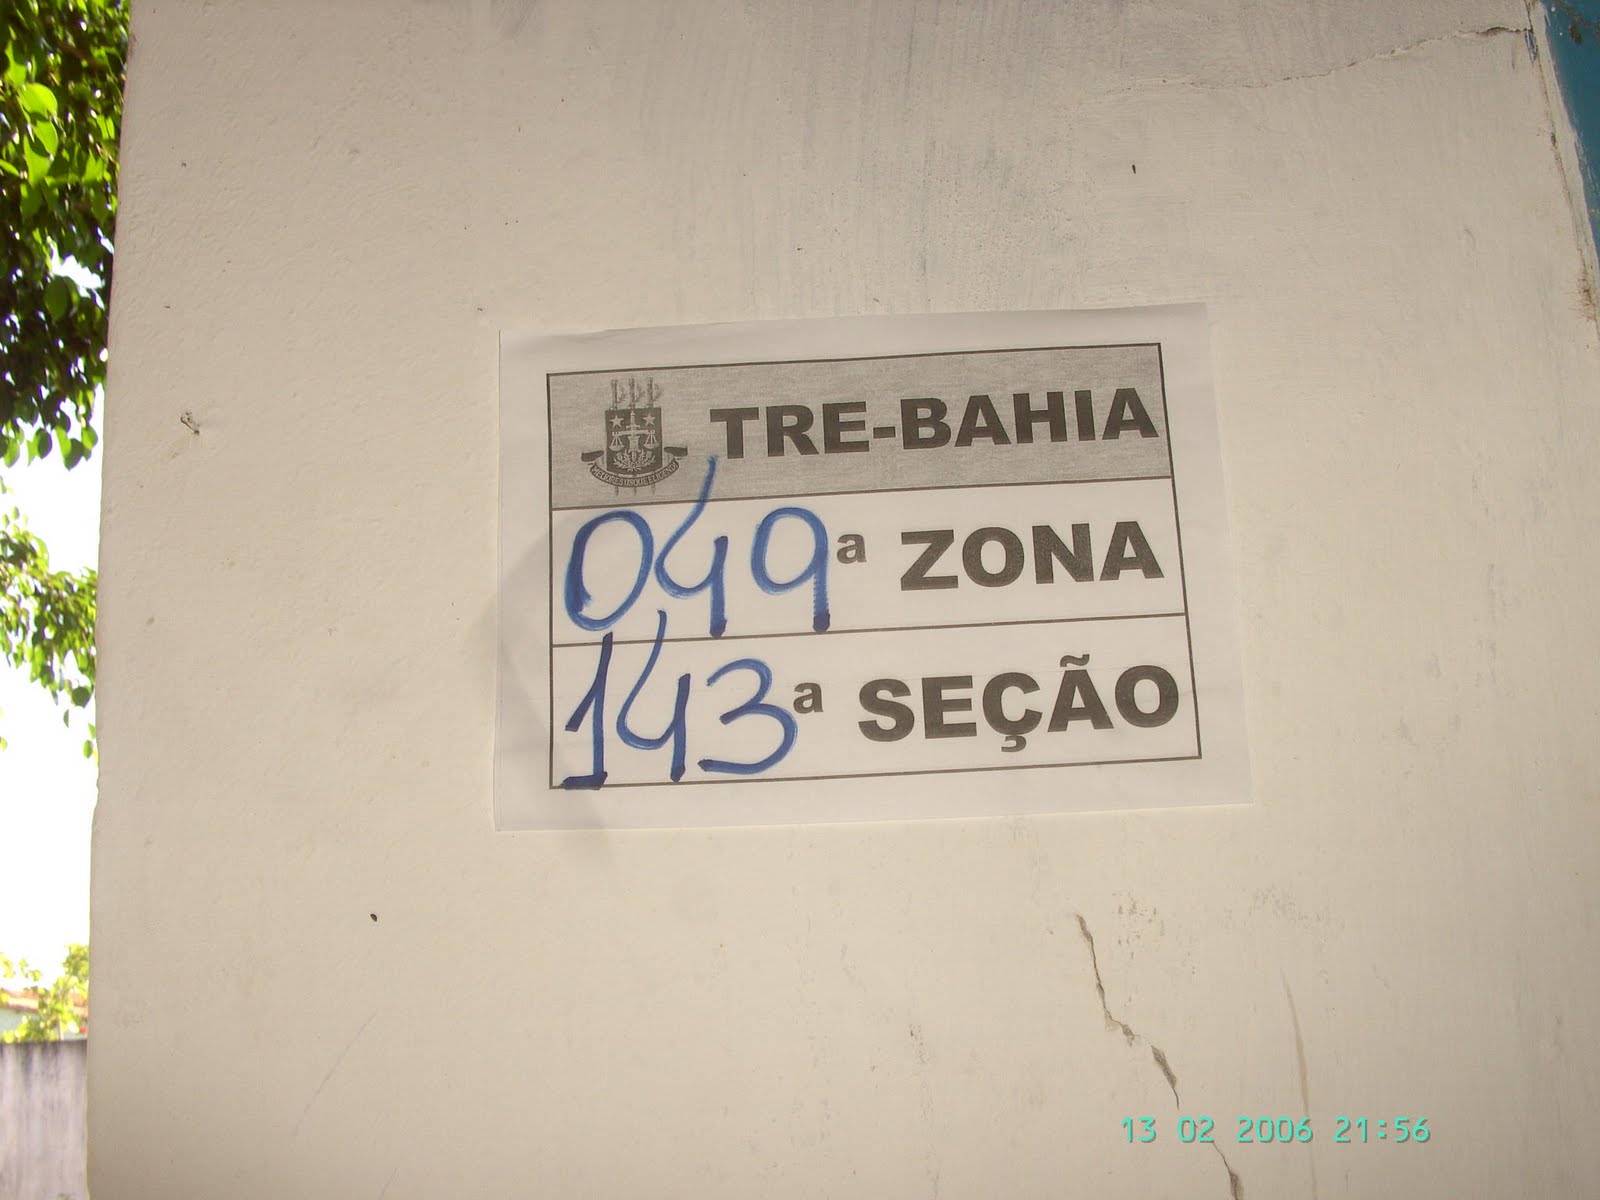 TRE-BAHIA
049ª ZONA
143ª SEÇÃO
13 02 2006 21:56